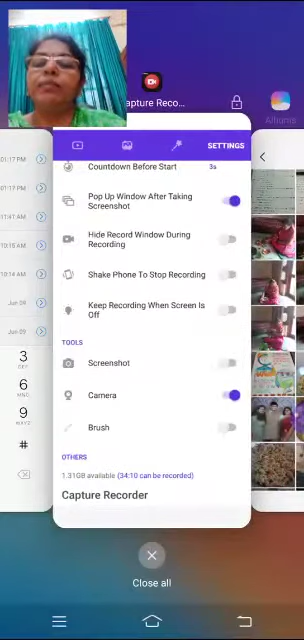 apture Reco...
Albums
SETTINGS
Countdown Before Start 3s
Pop Up Window After Taking
Screenshot
Hide Record Window During
Recording
Shake Phone To Stop Recording
Keep Recording When Screen Is
Off
TOOLS
Screenshot
Camera
Brush
OTHERS
1.31GB available (34:10 can be recorded)
Capture Recorder
01:17 PM
01:17 PM
11:47 AM
10:15 AM
10:14 AM
Jun 09
3
DEF
6
MNO
9
WXYZ
#
Close all